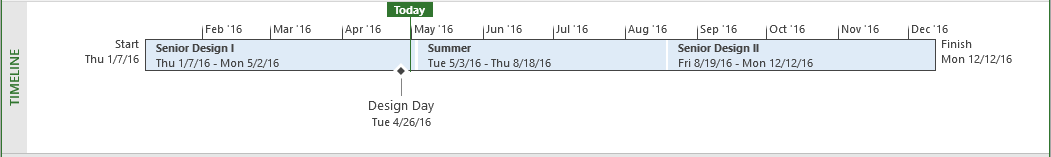 Today
Feb '16 Mar '16 Apr '16 May '16 Jun '16 Jul '16 Aug '16 Sep '16 Oct '16 Nov '16 Dec '16
TIMELINE
Start
Thu 1/7/16
Senior Design I
Thu 1/7/16 - Mon 5/2/16
Summer
Tue 5/3/16 - Thu 8/18/16
Senior Design II
Fri 8/19/16 - Mon 12/12/16
Finish
Mon 12/12/16
Design Day
Tue 4/26/16